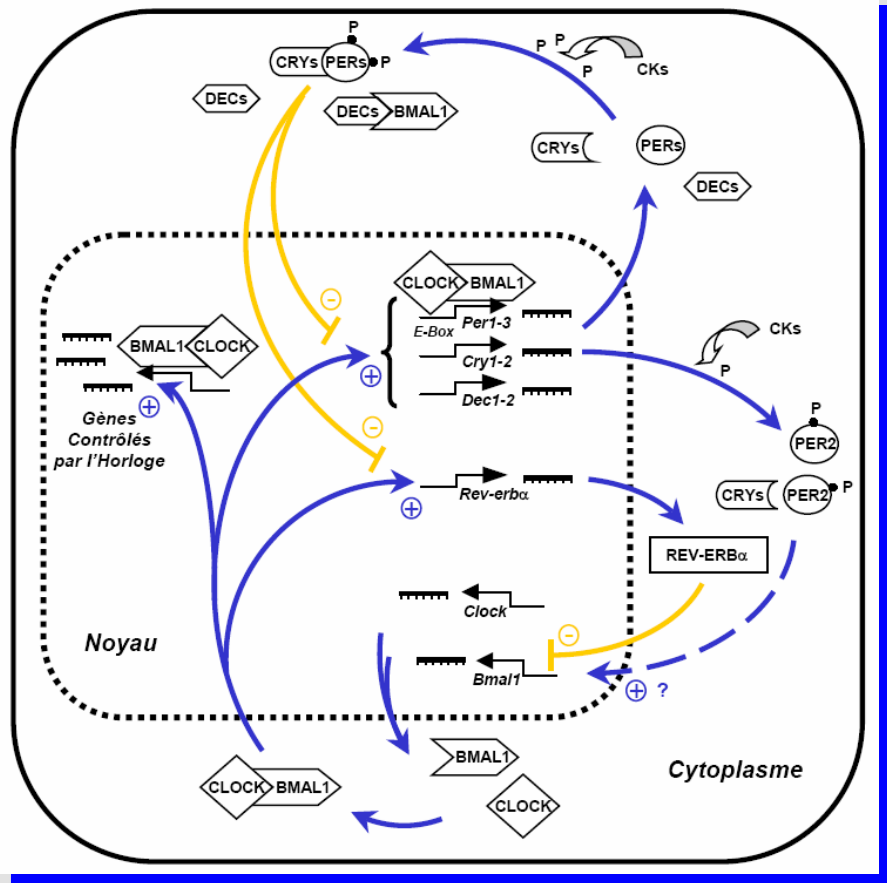 P
CRYs PERs P
DECs
DECs BMAL1
P P
P
CKs
CRYs PERs
DECs
CLOCK BMAL1
E-Box Per1-3
Cry1-2
Dec1-2
BMAL1 CLOCK
Gènes
Contrôlés
par l'Horloge
+
-
+
-
+
Rev-erbα
CKs
P
P
PER2
CRYs PER2 P
REV-ERBα
Clock
Noyau
-
Bmal1
+ ?
BMAL1
CLOCK BMAL1
CLOCK
Cytoplasme